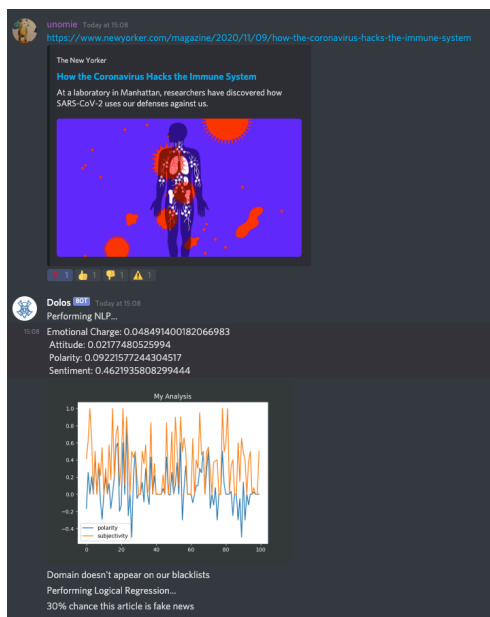 unomie Today at 15:08
https://www.newyorker.com/magazine/2020/11/09/how-the-coronavirus-hacks-the-immune-system
The New Yorker
How the Coronavirus Hacks the Immune System
At a laboratory in Manhattan, researchers have discovered how
SARS-CoV-2 uses our defenses against us.
1 1 1 1
Dolos BOT Today at 15:08
Performing NLP...
15:08 Emotional Charge: 0.048491400182066983
Attitude: 0.02177480525994
Polarity: 0.09221577244304517
Sentiment: 0.4621935808299444
My Analysis
1.0
0.8
0.6
0.4
0.2
0.0
−0.2
−0.4
polarity
subjectivity
0 20 40 60 80 100
Domain doesn't appear on our blacklists
Performing Logical Regression...
30% chance this article is fake news